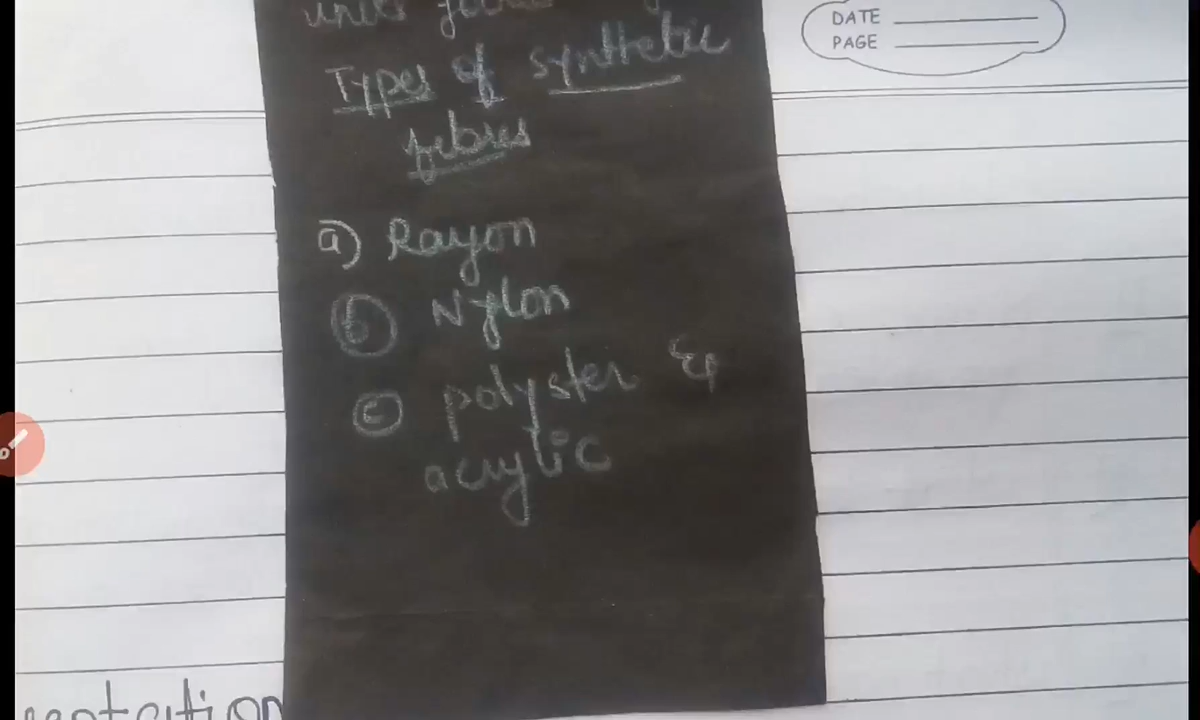 DATE
PAGE
Types of synthetic
fibres
a) Rayon
b Nylon
c polyster &
acrylic